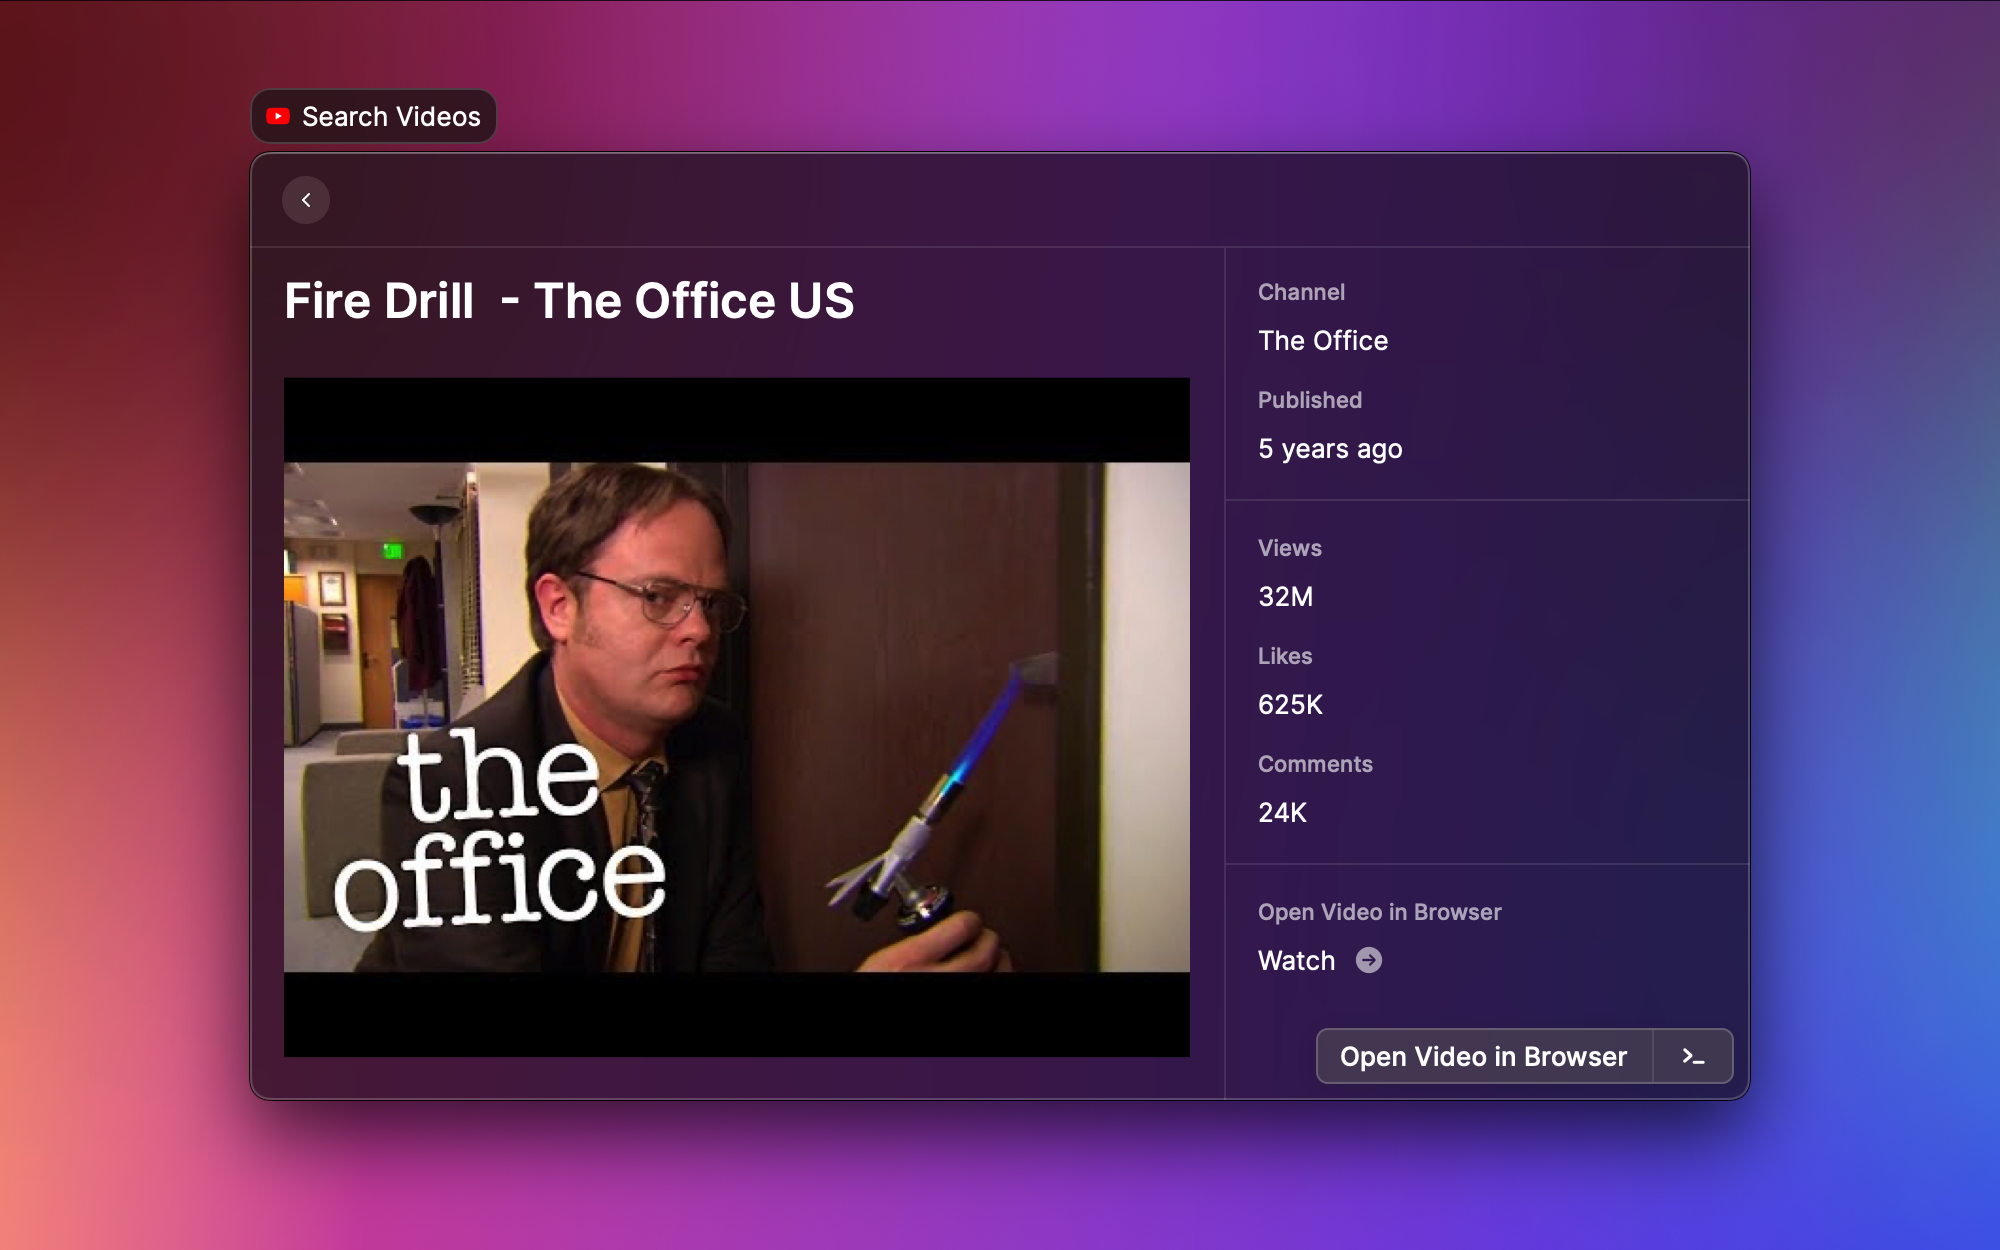 Search Videos
Fire Drill - The Office US
the
office
Channel
The Office
Published
5 years ago
Views
32M
Likes
625K
Comments
24K
Open Video in Browser
Watch
Open Video in Browser